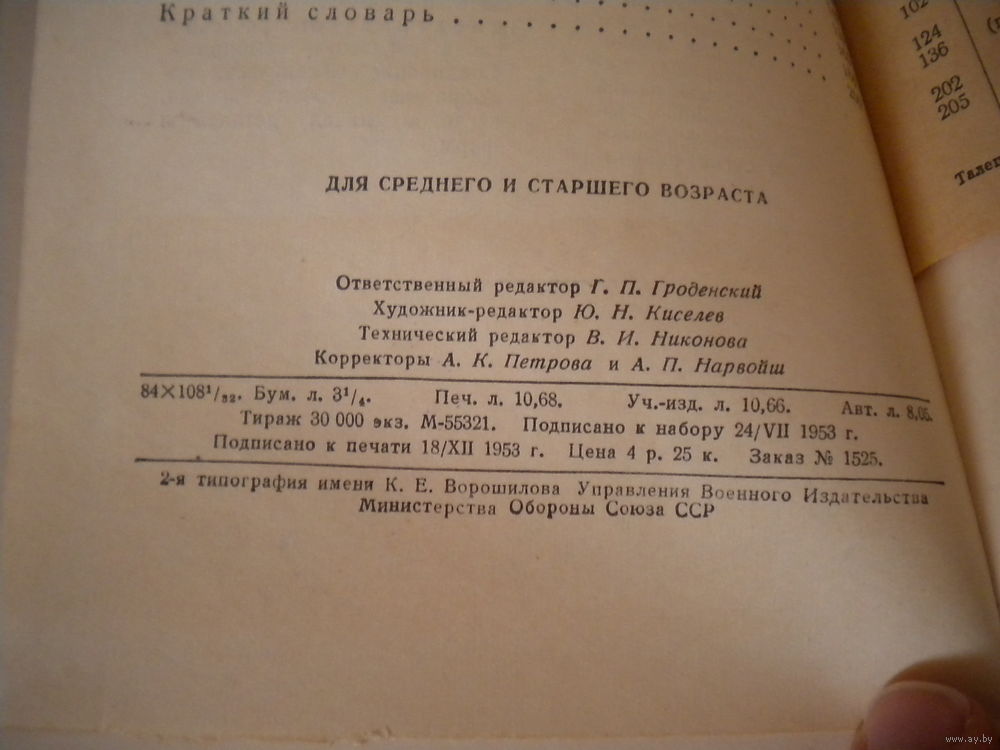 Краткий словарь . . . . . . . . . . . . .
102
124
136
202
205
ДЛЯ СРЕДНЕГО И СТАРШЕГО ВОЗРАСТА
Ответственный редактор Г. П. Гроденский
Художник-редактор Ю. Н. Киселев
Технический редактор В. И. Никонова
Корректоры А. К. Петрова и А. П. Нарвойш
84×108¹/₃₂. Бум. л. 3¹/₄. Печ. л. 10,68. Уч.-изд. л. 10,66. Авт. л. 8,06.
Тираж 30 000 экз. М-55321. Подписано к набору 24/VII 1953 г.
Подписано к печати 18/XII 1953 г. Цена 4 р. 25 к. Заказ № 1525.
2-я типография имени К. Е. Ворошилова Управления Военного Издательства
Министерства Обороны Союза ССР
www.ay.by